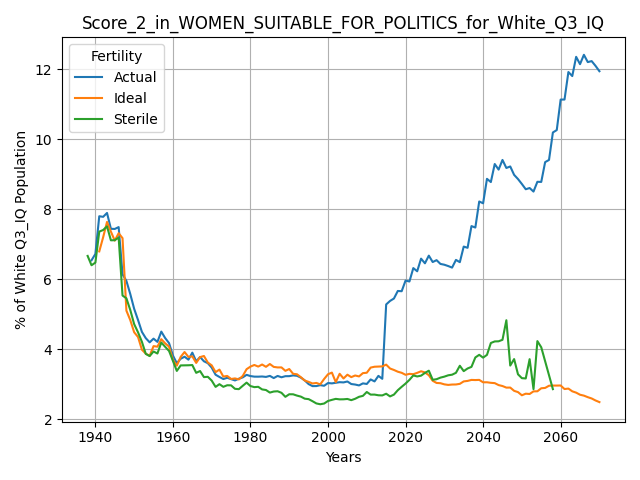 Score_2_in_WOMEN_SUITABLE_FOR_POLITICS_for_White_Q3_IQ
Fertility
Actual
Ideal
Sterile
% of White Q3_IQ Population
12
10
8
6
4
2
1940
1960
1980
2000
2020
2040
2060
Years